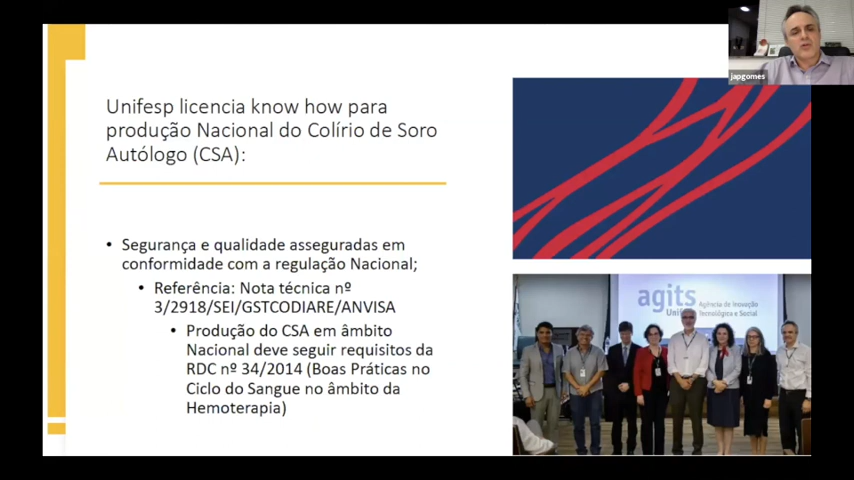 japgomes
Unifesp licencia know how para
produção Nacional do Colírio de Soro
Autólogo (CSA):
• Segurança e qualidade asseguradas em
conformidade com a regulação Nacional;
• Referência: Nota técnica nº
3/2918/SEI/GSTCODIARE/ANVISA
• Produção do CSA em âmbito
Nacional deve seguir requisitos da
RDC nº 34/2014 (Boas Práticas no
Ciclo do Sangue no âmbito da
Hemoterapia)
agits
Agência de Inovação
Tecnológica e Social